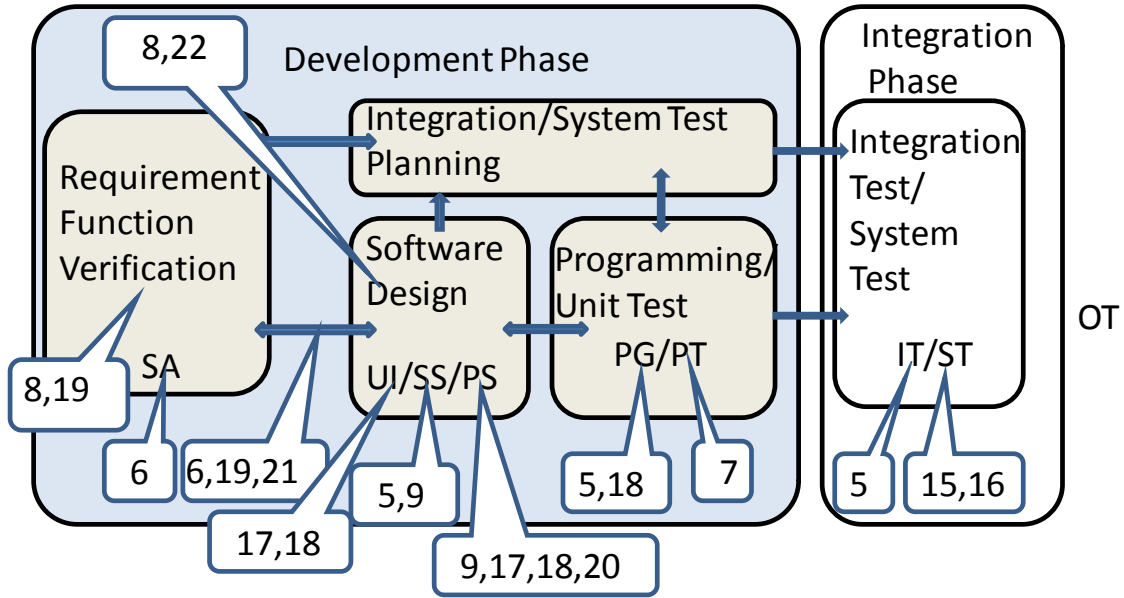 8,22
Development Phase
Integration
Phase
Integration/System Test
Planning
Requirement
Function
Verification
SA
Software
Design
UI/SS/PS
Programming/
Unit Test
PG/PT
Integration
Test/
System
Test
IT/ST
OT
8,19
6
6,19,21
5,9
5,18
7
5
15,16
17,18
9,17,18,20